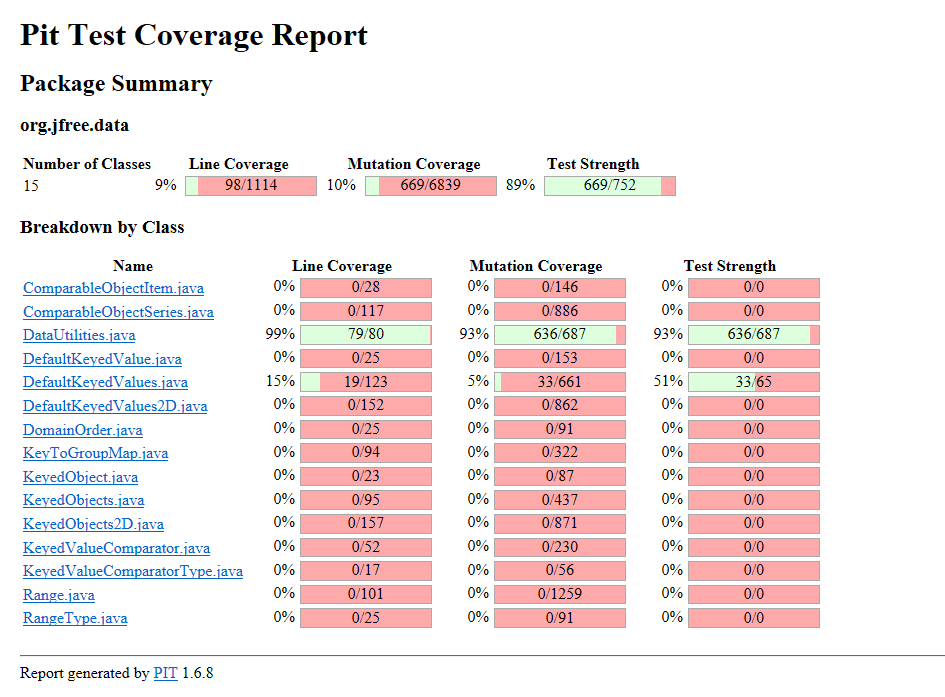 Pit Test Coverage Report
Package Summary
org.jfree.data
Number of Classes Line Coverage Mutation Coverage Test Strength
15 9% 98/1114 10% 669/6839 89% 669/752
Breakdown by Class
Name Line Coverage Mutation Coverage Test Strength
ComparableObjectItem.java 0% 0/28 0% 0/146 0% 0/0
ComparableObjectSeries.java 0% 0/117 0% 0/886 0% 0/0
DataUtilities.java 99% 79/80 93% 636/687 93% 636/687
DefaultKeyedValue.java 0% 0/25 0% 0/153 0% 0/0
DefaultKeyedValues.java 15% 19/123 5% 33/661 51% 33/65
DefaultKeyedValues2D.java 0% 0/152 0% 0/862 0% 0/0
DomainOrder.java 0% 0/25 0% 0/91 0% 0/0
KeyToGroupMap.java 0% 0/94 0% 0/322 0% 0/0
KeyedObject.java 0% 0/23 0% 0/87 0% 0/0
KeyedObjects.java 0% 0/95 0% 0/437 0% 0/0
KeyedObjects2D.java 0% 0/157 0% 0/871 0% 0/0
KeyedValueComparator.java 0% 0/52 0% 0/230 0% 0/0
KeyedValueComparatorType.java 0% 0/17 0% 0/56 0% 0/0
Range.java 0% 0/101 0% 0/1259 0% 0/0
RangeType.java 0% 0/25 0% 0/91 0% 0/0
Report generated by PIT 1.6.8